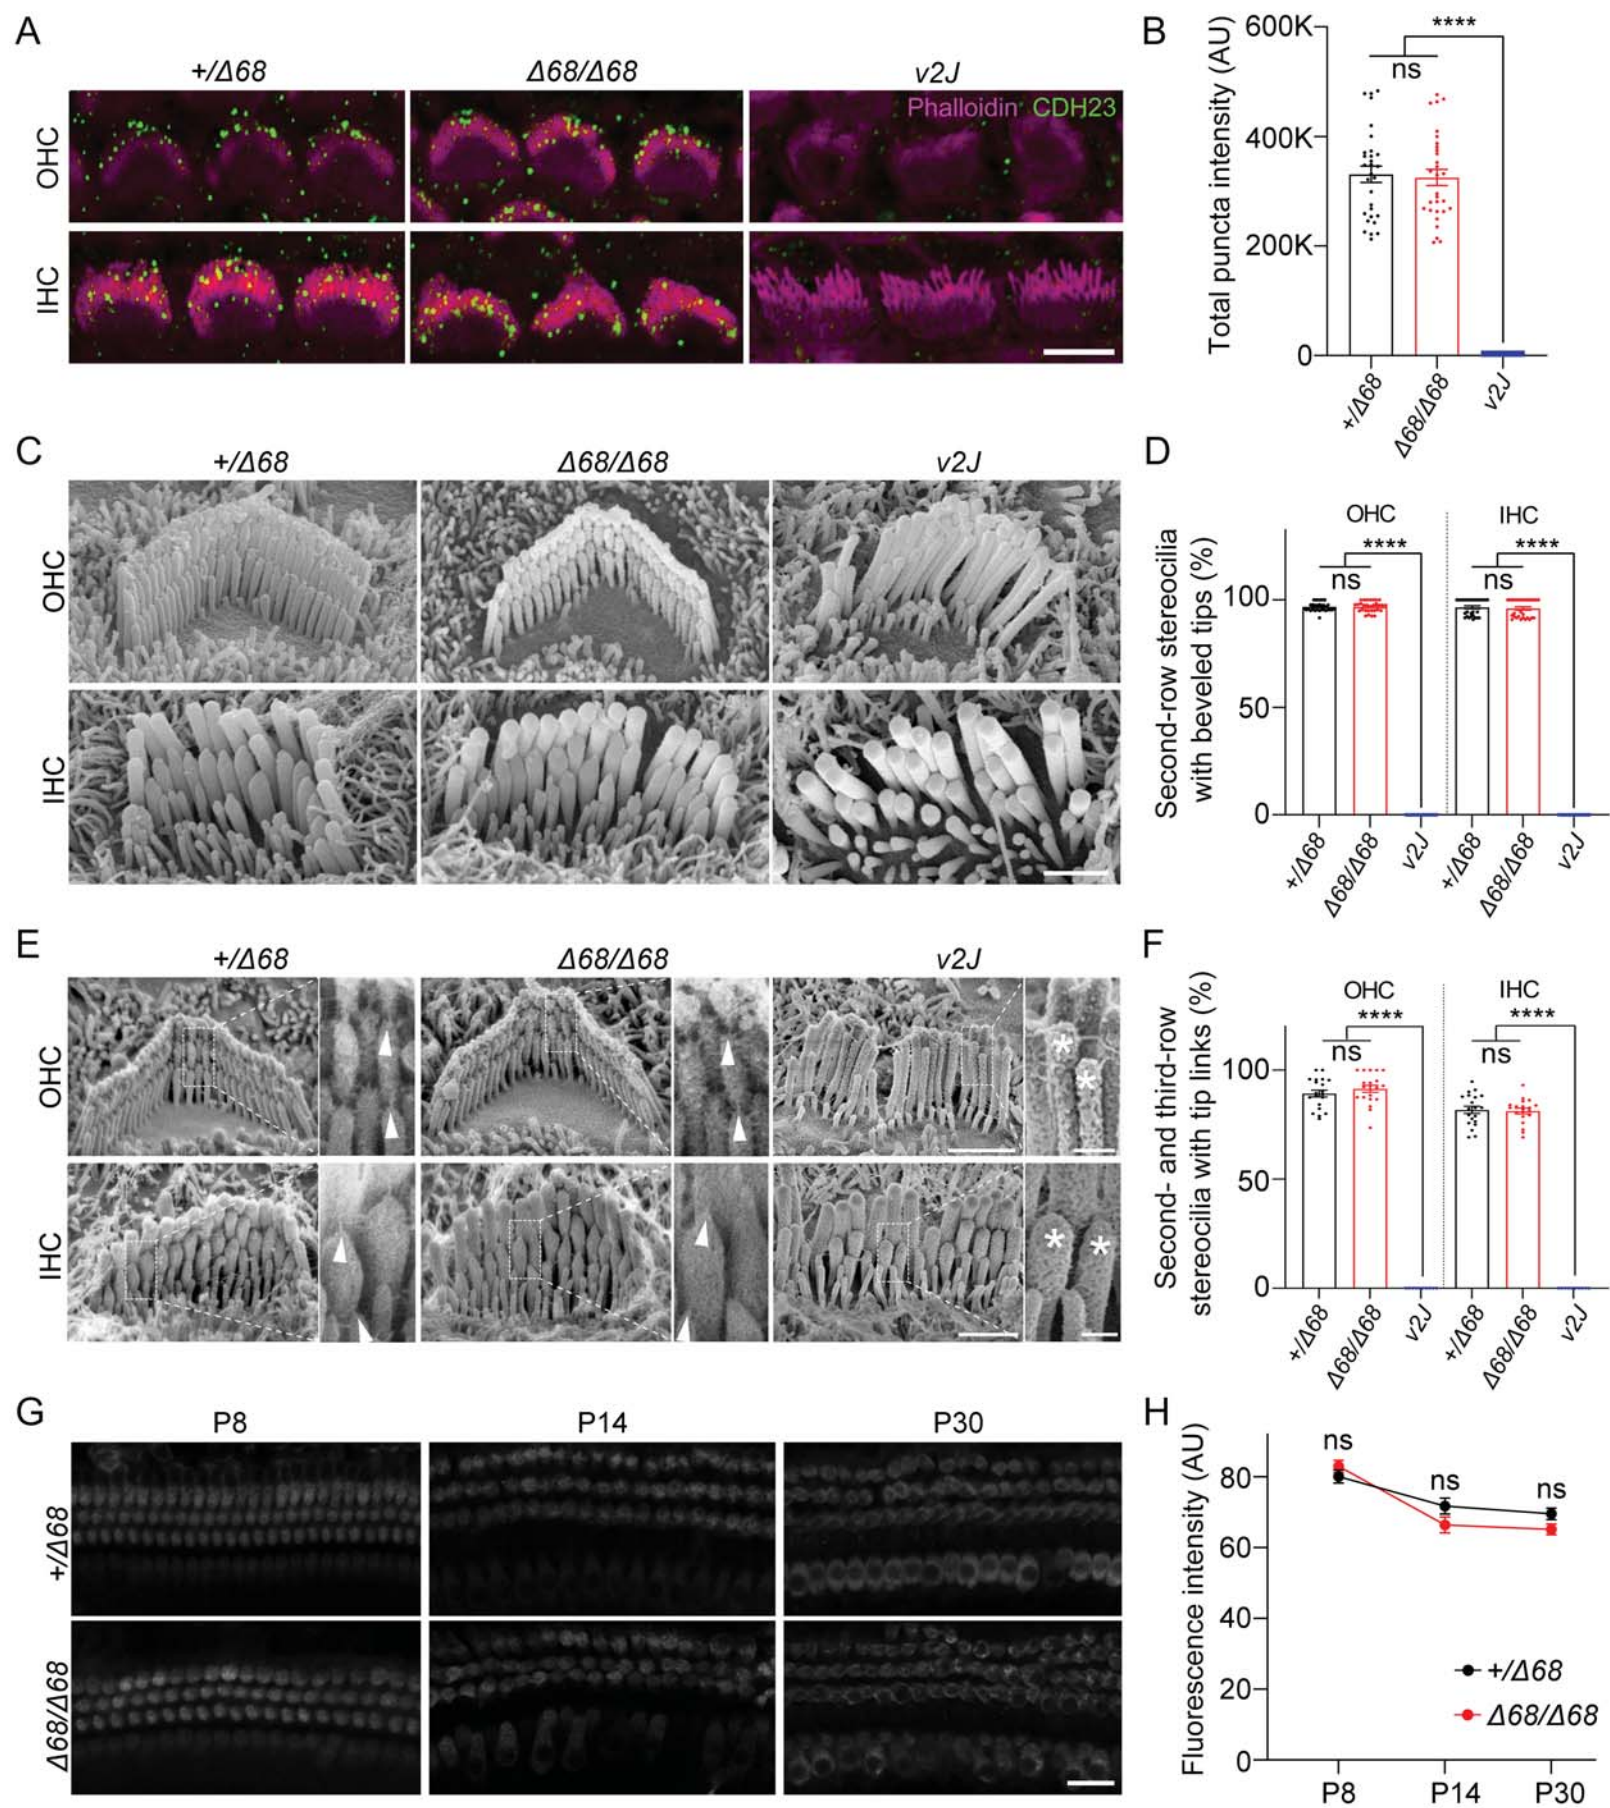 A
+/Δ68
Δ68/Δ68
v2J
OHC
IHC
Phalloidin CDH23
B
Total puncta intensity (AU)
600K
400K
200K
0
ns
****
+/Δ68
Δ68/Δ68
v2J
C
+/Δ68
Δ68/Δ68
v2J
OHC
IHC
D
Second-row stereocilia
with beveled tips (%)
100
50
0
OHC
IHC
****
****
ns
ns
+/Δ68
Δ68/Δ68
v2J
+/Δ68
Δ68/Δ68
v2J
E
+/Δ68
Δ68/Δ68
v2J
OHC
IHC
*
*
*
*
F
Second- and third-row
stereocilia with tip links (%)
100
50
0
OHC
IHC
****
****
ns
ns
+/Δ68
Δ68/Δ68
v2J
+/Δ68
Δ68/Δ68
v2J
G
P8
P14
P30
+/Δ68
Δ68/Δ68
H
Fluorescence intensity (AU)
80
60
40
20
0
ns
ns
ns
+/Δ68
Δ68/Δ68
P8
P14
P30